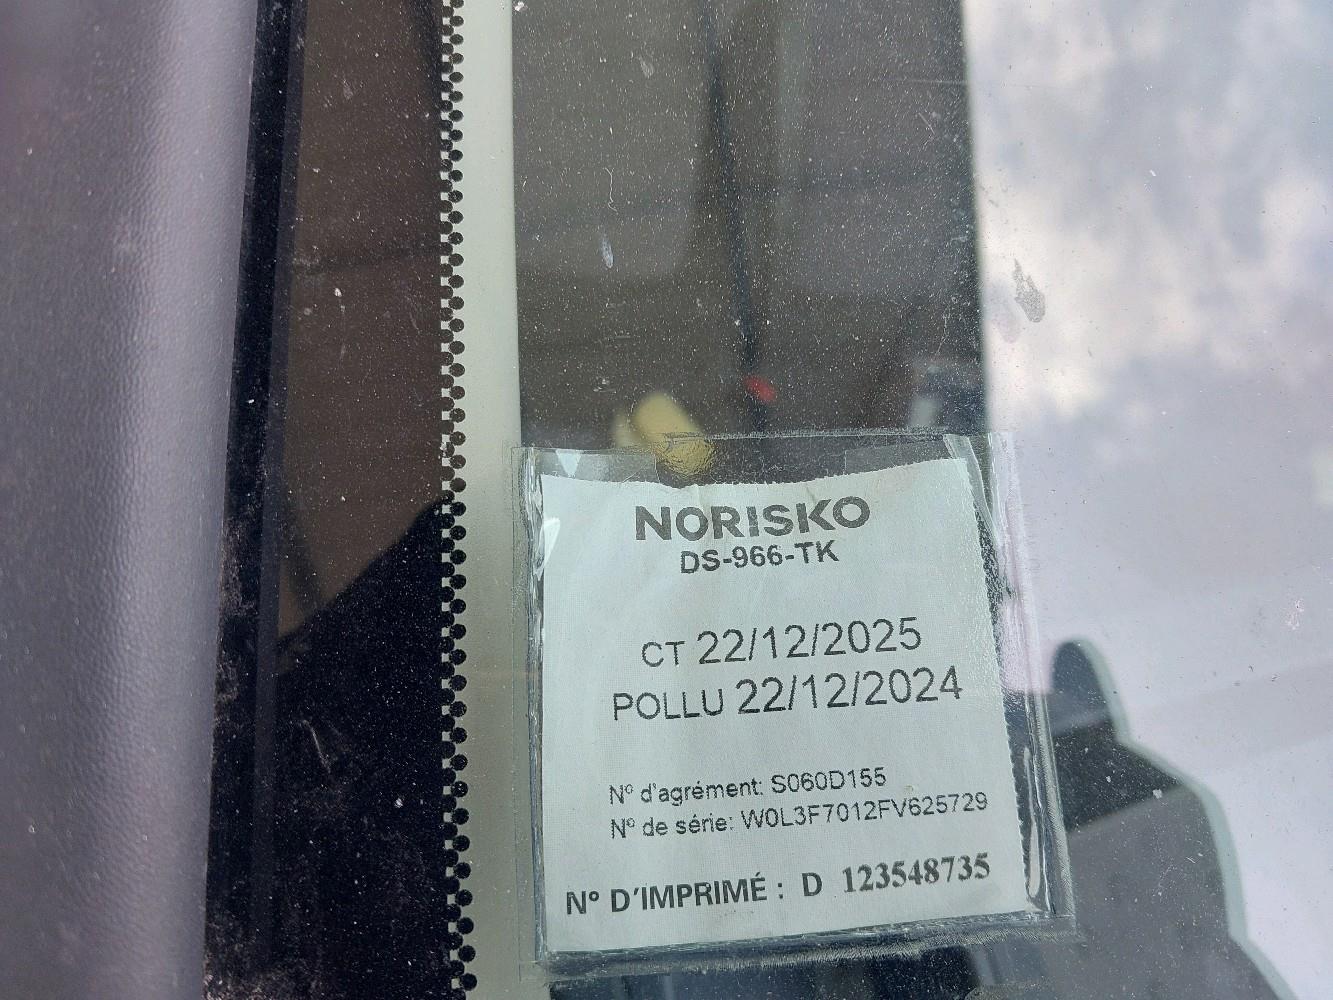 NORISKO
DS-966-TK
CT 22/12/2025
POLLU 22/12/2024
N° d'agrément: S060D155
N° de série: W0L3F7012FV625729
N° D'IMPRIMÉ : D 123548735